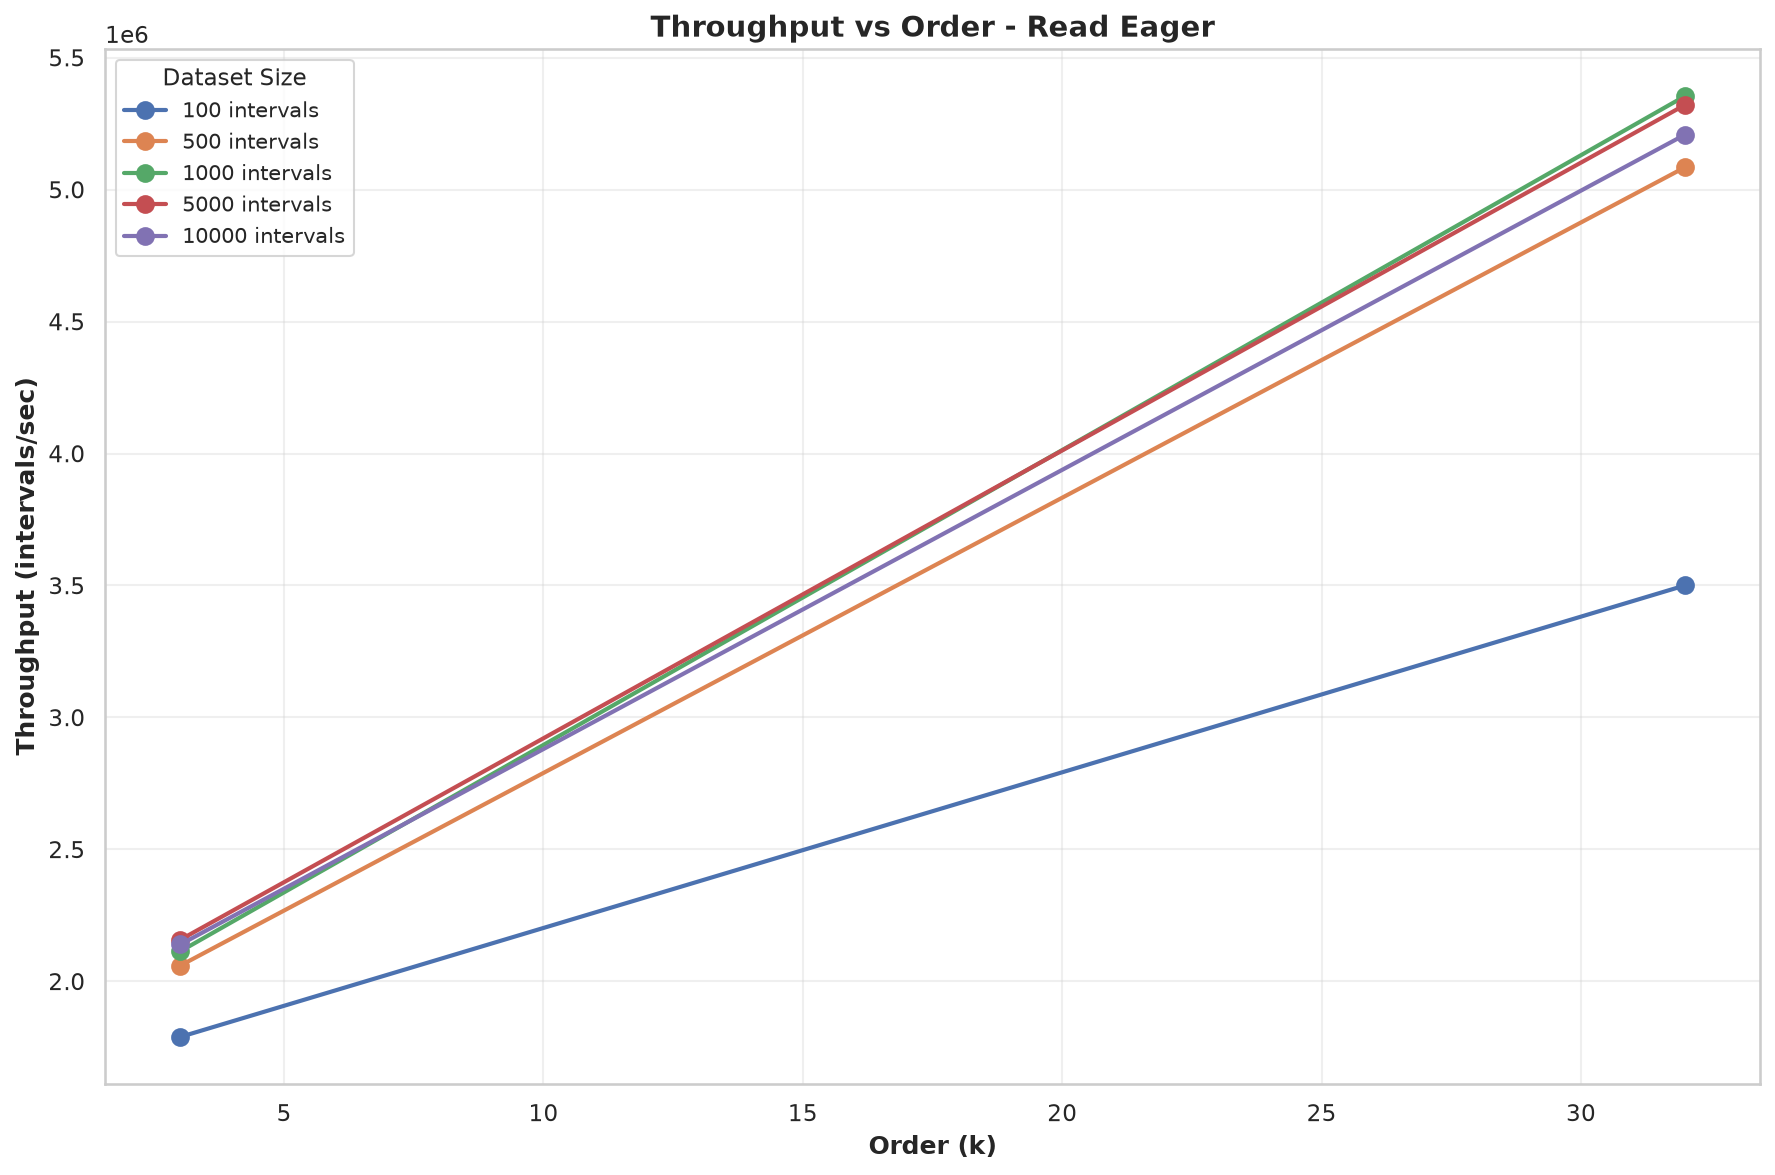 Throughput vs Order - Read Eager
1e6
Dataset Size
100 intervals
500 intervals
1000 intervals
5000 intervals
10000 intervals
5.5
5.0
4.5
4.0
3.5
3.0
2.5
2.0
Throughput (intervals/sec)
5 10 15 20 25 30
Order (k)